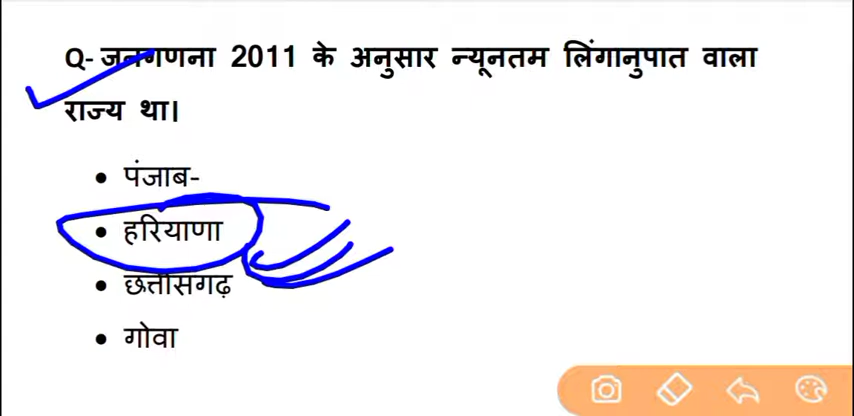 Q- जनगणना 2011 के अनुसार न्यूनतम लिंगानुपात वाला
राज्य था।
• पंजाब-
• हरियाणा
• छत्तीसगढ़
• गोवा